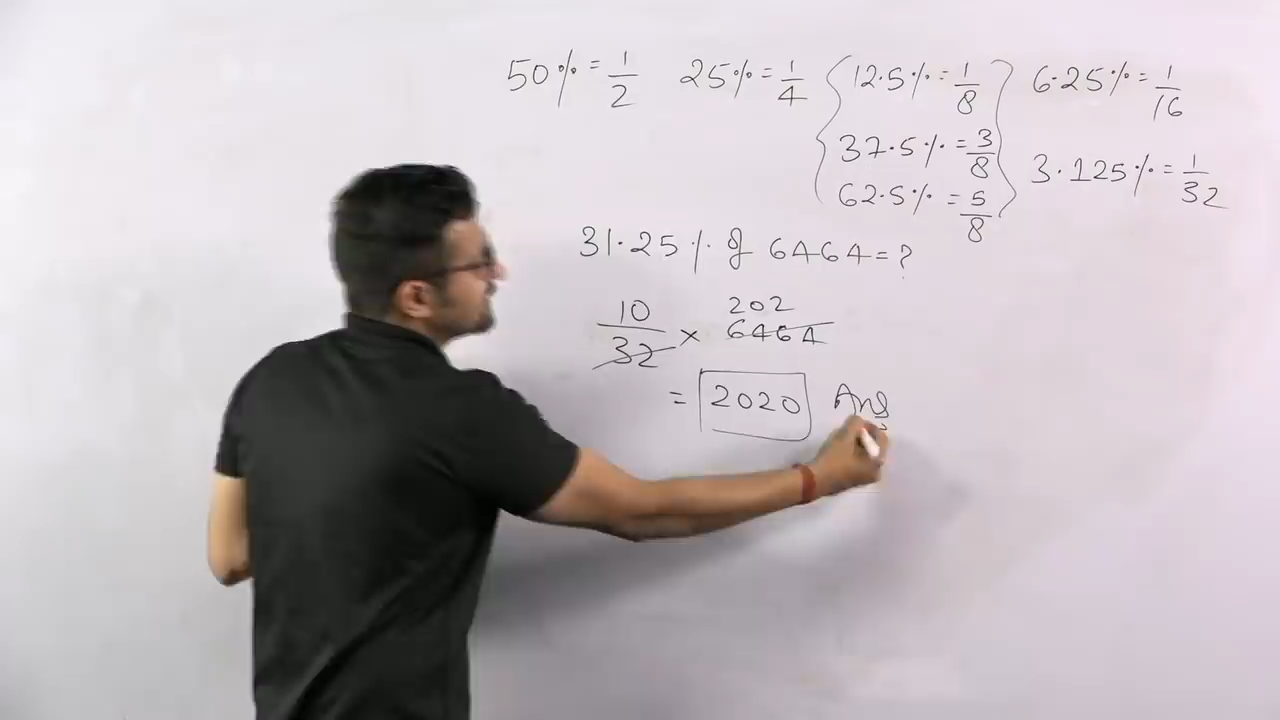 50% = 1/2 25% = 1/4 12.5% = 1/8 6.25% = 1/16
37.5% = 3/8 3.125% = 1/32
62.5% = 5/8
31.25% of 6464 = ?
10/32 × 6464 202
= 2020 Ans